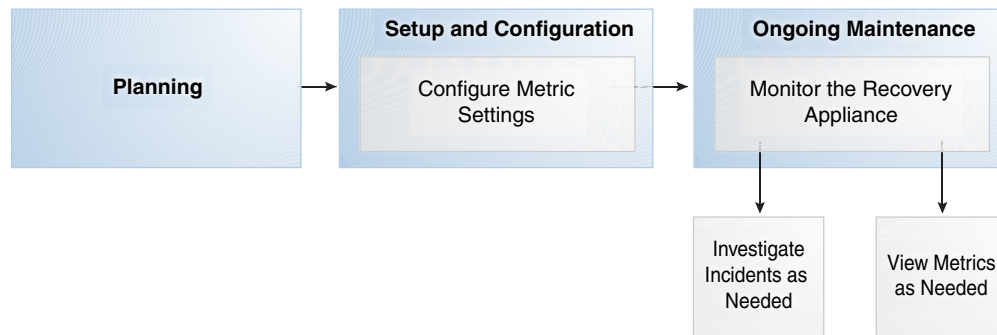 Planning
Setup and Configuration
Configure Metric
Settings
Ongoing Maintenance
Monitor the Recovery
Appliance
Investigate
Incidents as
Needed
View Metrics
as Needed